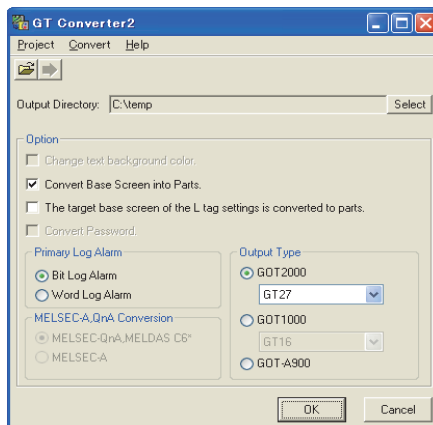 GT Converter2
Project Convert Help
Output Directory: C:\temp Select
Option
Change text background color.
Convert Base Screen into Parts.
The target base screen of the L tag settings is converted to parts.
Convert Password.
Primary Log Alarm
Bit Log Alarm
Word Log Alarm
MELSEC-A,QnA Conversion
MELSEC-QnA,MELDAS C6*
MELSEC-A
Output Type
GOT2000
GT27
GOT1000
GT16
GOT-A900
OK Cancel